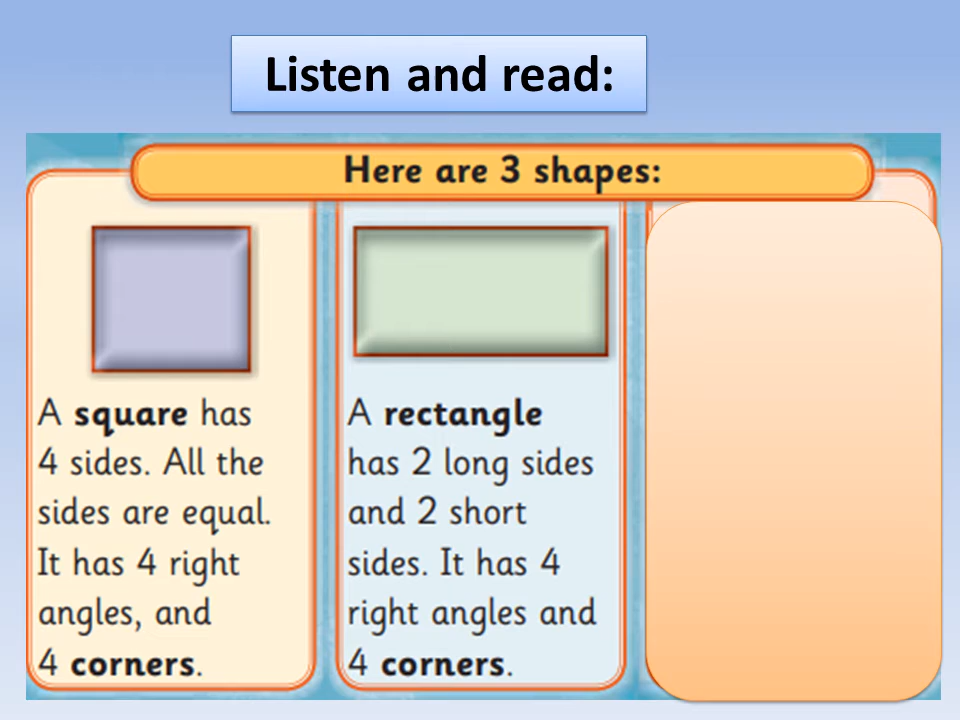 Listen and read:
Here are 3 shapes:
A square has
4 sides. All the
sides are equal.
It has 4 right
angles, and
4 corners.
A rectangle
has 2 long sides
and 2 short
sides. It has 4
right angles and
4 corners.